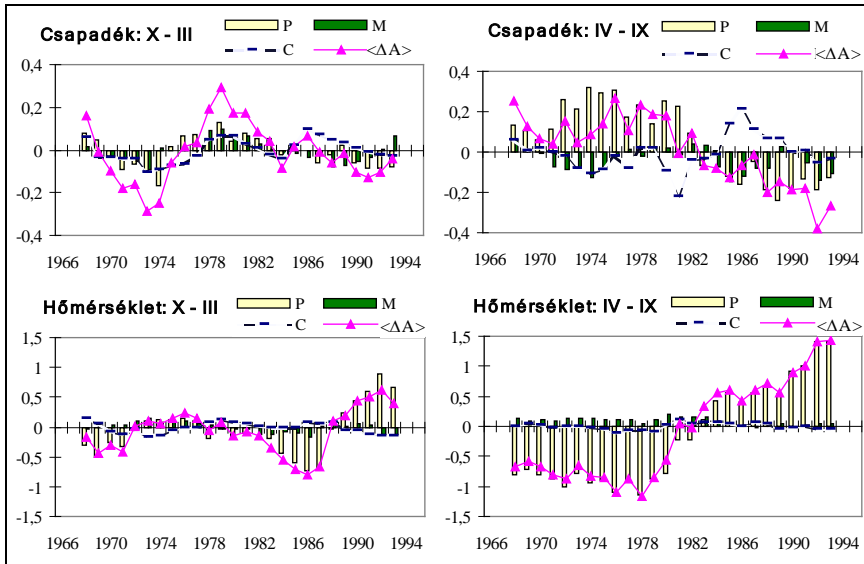 Csapadék: X - III
P
M
C
<ΔA>
0,4
0,2
0
-0,2
-0,4
1966 1970 1974 1978 1982 1986 1990 1994
Csapadék: IV - IX
P
M
C
<ΔA>
0,4
0,2
0
-0,2
-0,4
1966 1970 1974 1978 1982 1986 1990 1994
Hőmérséklet: X - III
P
M
C
<ΔA>
1,5
1
0,5
0
-0,5
-1
-1,5
1966 1970 1974 1978 1982 1986 1990 1994
Hőmérséklet: IV - IX
P
M
C
<ΔA>
1,5
1
0,5
0
-0,5
-1
-1,5
1966 1970 1974 1978 1982 1986 1990 1994